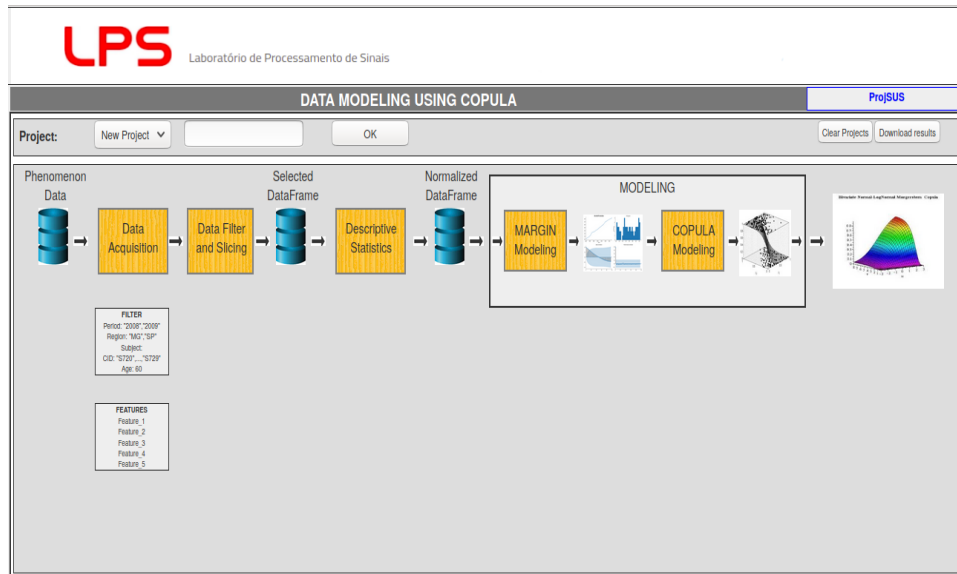 LPS
Laboratório de Processamento de Sinais
DATA MODELING USING COPULA
ProjSUS
Project:
New Project
OK
Clear Projects
Download results
Phenomenon
Data
Data
Acquisition
Data Filter
and Slicing
Selected
DataFrame
Descriptive
Statistics
Normalized
DataFrame
MODELING
MARGIN
Modeling
COPULA
Modeling
FILTER
Period: "2008","2009"
Region: "MG","SP"
Subject:
CID: "S720",...,"S729"
Age: 60
FEATURES
Feature_1
Feature_2
Feature_3
Feature_4
Feature_5